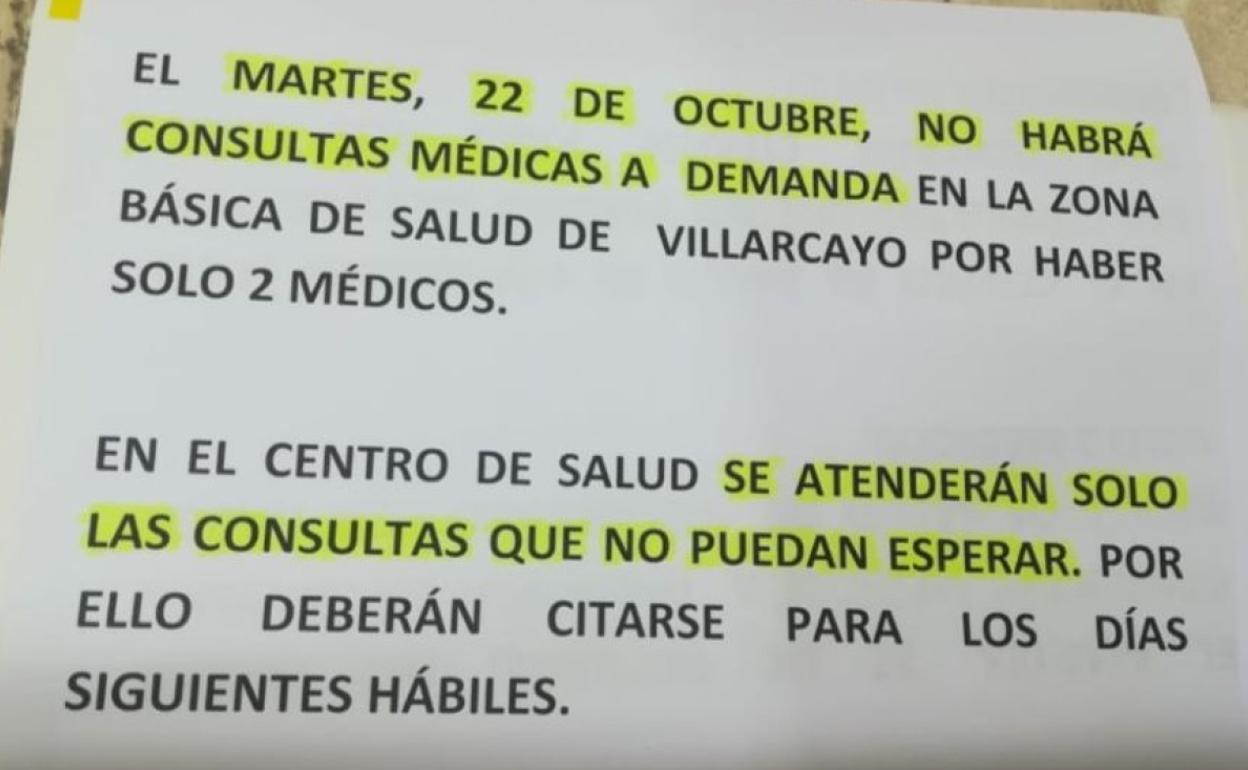 EL MARTES, 22 DE OCTUBRE, NO HABRÁ
CONSULTAS MÉDICAS A DEMANDA EN LA ZONA
BÁSICA DE SALUD DE VILLARCAYO POR HABER
SOLO 2 MÉDICOS.
EN EL CENTRO DE SALUD SE ATENDERÁN SOLO
LAS CONSULTAS QUE NO PUEDAN ESPERAR. POR
ELLO DEBERÁN CITARSE PARA LOS DÍAS
SIGUIENTES HÁBILES.